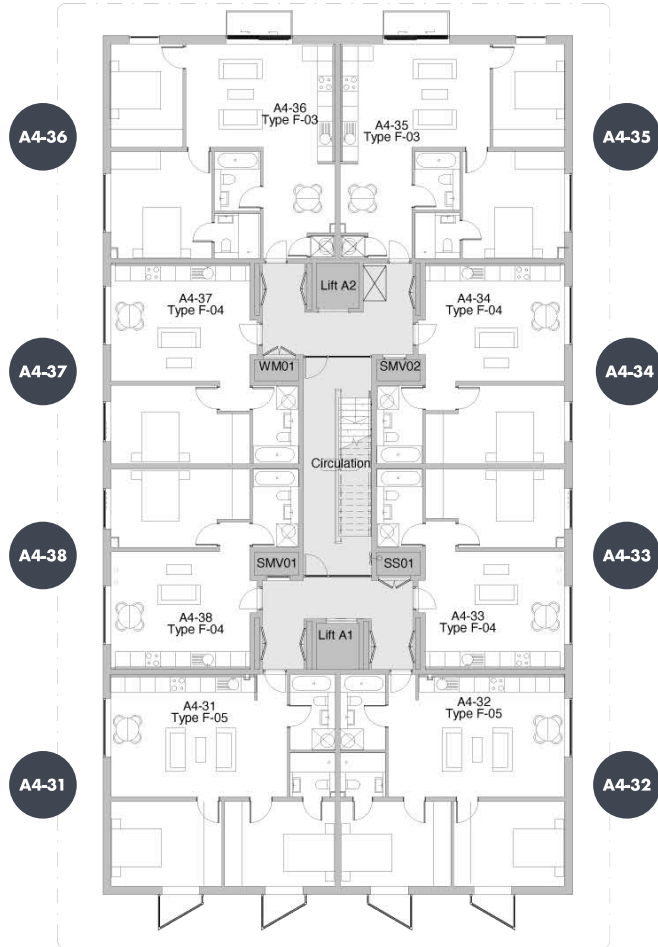 A4-36
A4-36
Type F-03
A4-35
Type F-03
A4-35
Lift A2
A4-37
Type F-04
A4-34
Type F-04
A4-37
WM01
SMV02
A4-34
Circulation
A4-38
SMV01
SS01
A4-33
A4-38
Type F-04
A4-33
Type F-04
Lift A1
A4-31
Type F-05
A4-32
Type F-05
A4-31
A4-32